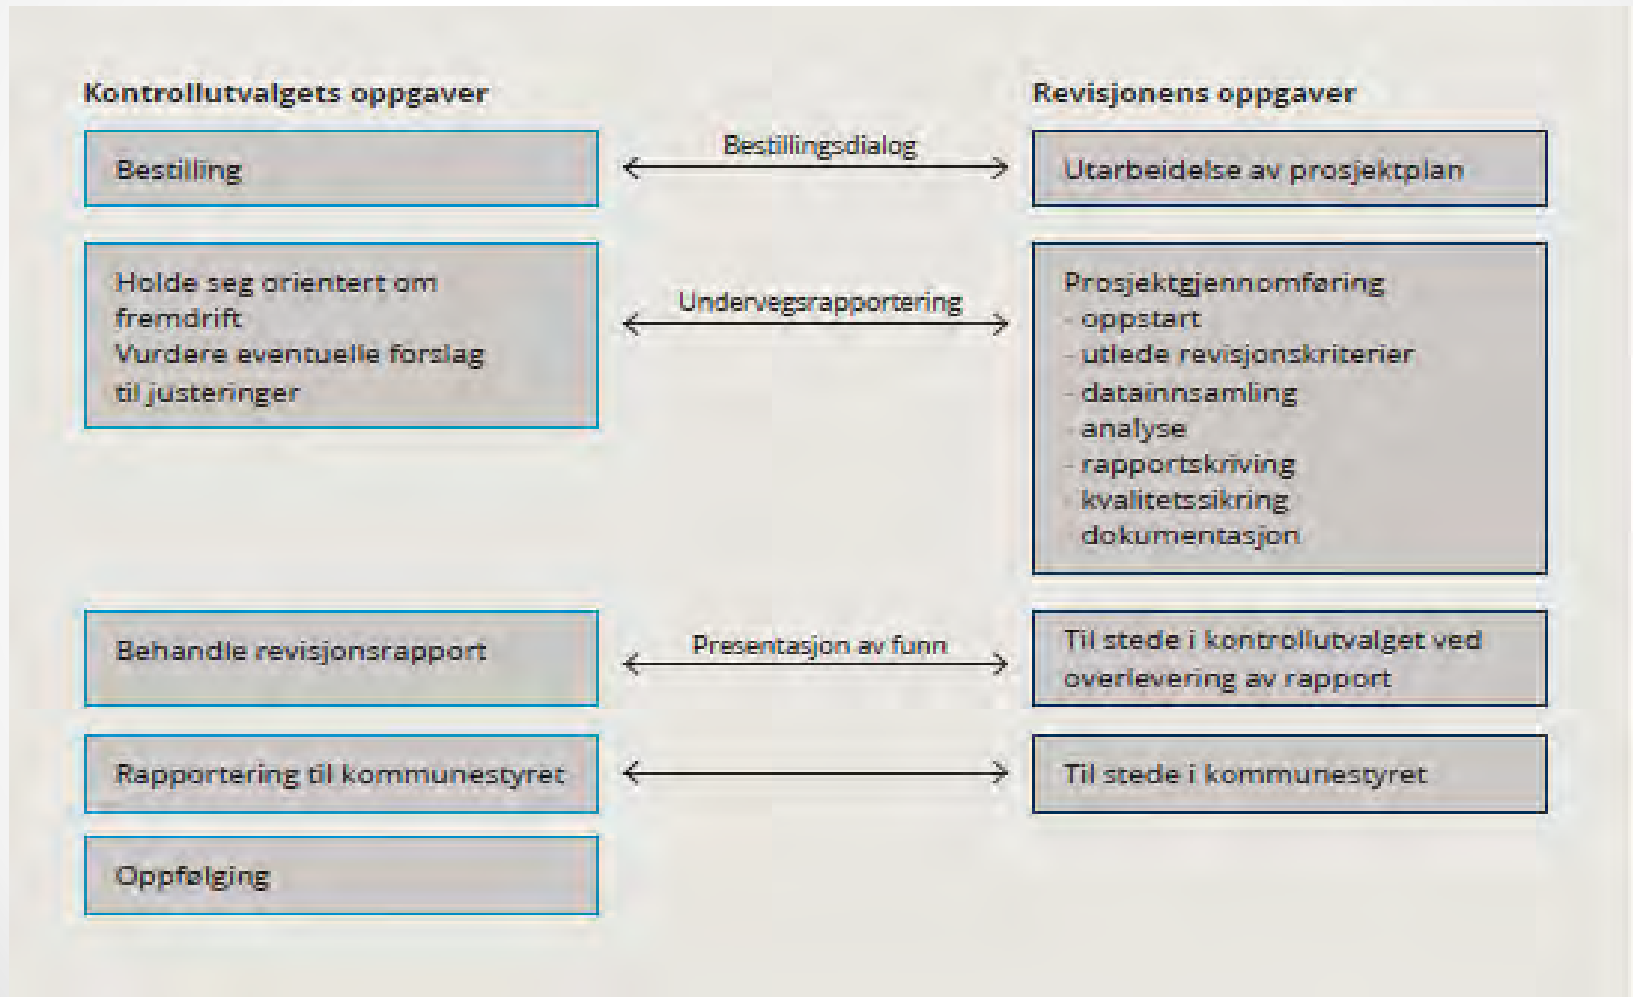 Kontrollutvalgets oppgaver
Revisjonens oppgaver
Bestilling
Bestillingsdialog
Utarbeidelse av prosjektplan
Holde seg orientert om
fremdrift
Vurdere eventuelle forslag
til justeringer
Undervegsrapportering
Prosjektgjennomføring
- oppstart
- utlede revisjonskriterier
- datainnsamling
- analyse
- rapportskriving
- kvalitetssikring
- dokumentasjon
Behandle revisjonsrapport
Presentasjon av funn
Til stede i kontrollutvalget ved
overlevering av rapport
Rapportering til kommunestyret
Til stede i kommunestyret
Oppfølging